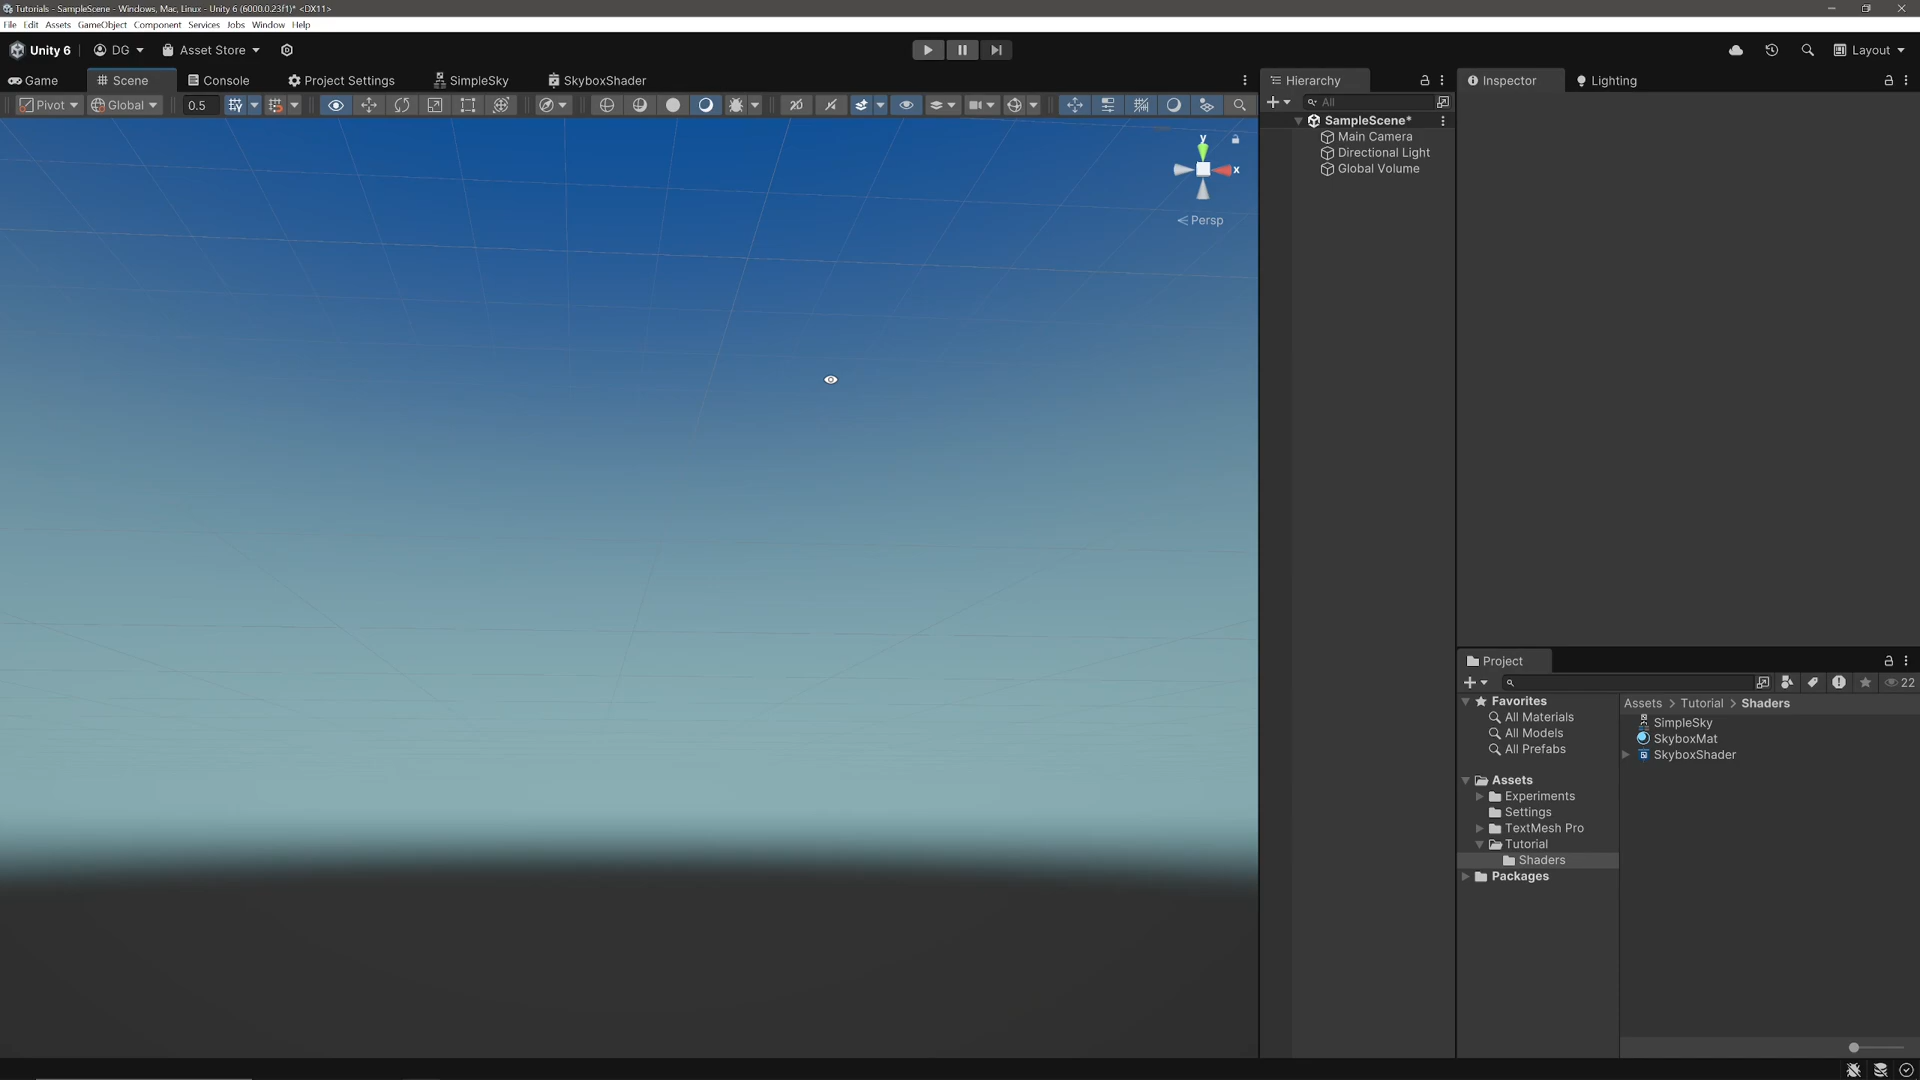 Tutorials - SampleScene - Windows, Mac, Linux - Unity 6 (6000.0.23f1)* <DX11>
File Edit Assets GameObject Component Services Jobs Window Help
Unity 6 DG Asset Store Layout
Game Scene Console Project Settings SimpleSky SkyboxShader
Pivot Global 0.5 2D
y
x
Persp
Hierarchy
All
SampleScene*
Main Camera
Directional Light
Global Volume
Inspector Lighting
Project
22
Favorites
All Materials
All Models
All Prefabs
Assets
Experiments
Settings
TextMesh Pro
Tutorial
Shaders
Packages
Assets > Tutorial > Shaders
SimpleSky
SkyboxMat
SkyboxShader